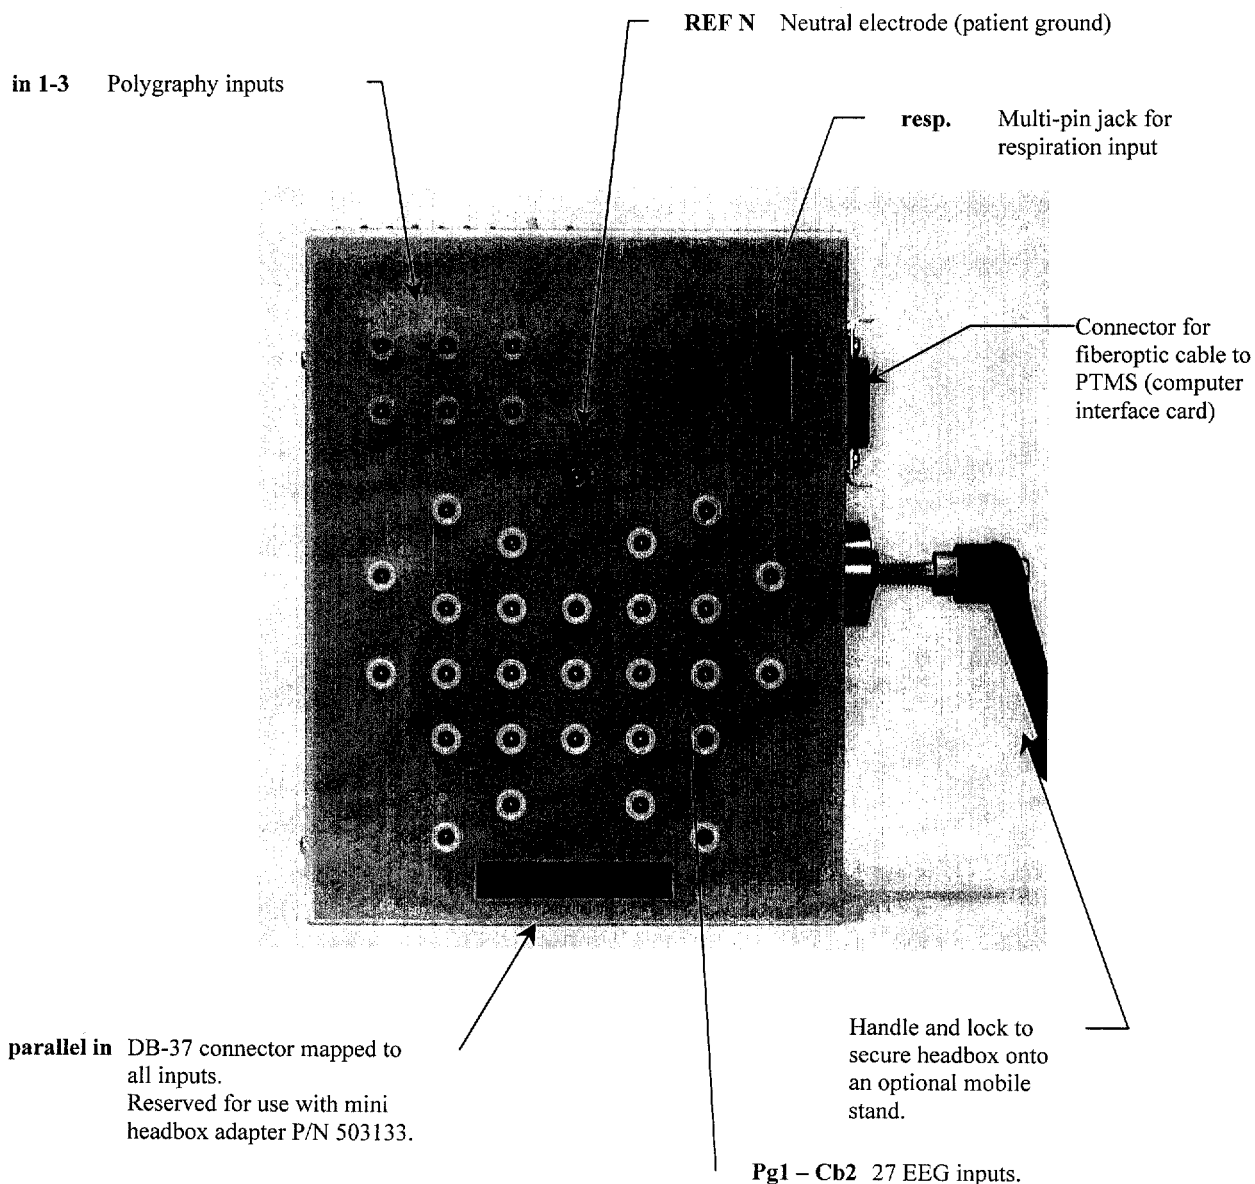 REF N Neutral electrode (patient ground)
in 1-3 Polygraphy inputs
resp. Multi-pin jack for
respiration input
Connector for
fiberoptic cable to
PTMS (computer
interface card)
parallel in DB-37 connector mapped to
all inputs.
Reserved for use with mini
headbox adapter P/N 503133.
Handle and lock to
secure headbox onto
an optional mobile
stand.
Pg1 – Cb2 27 EEG inputs.